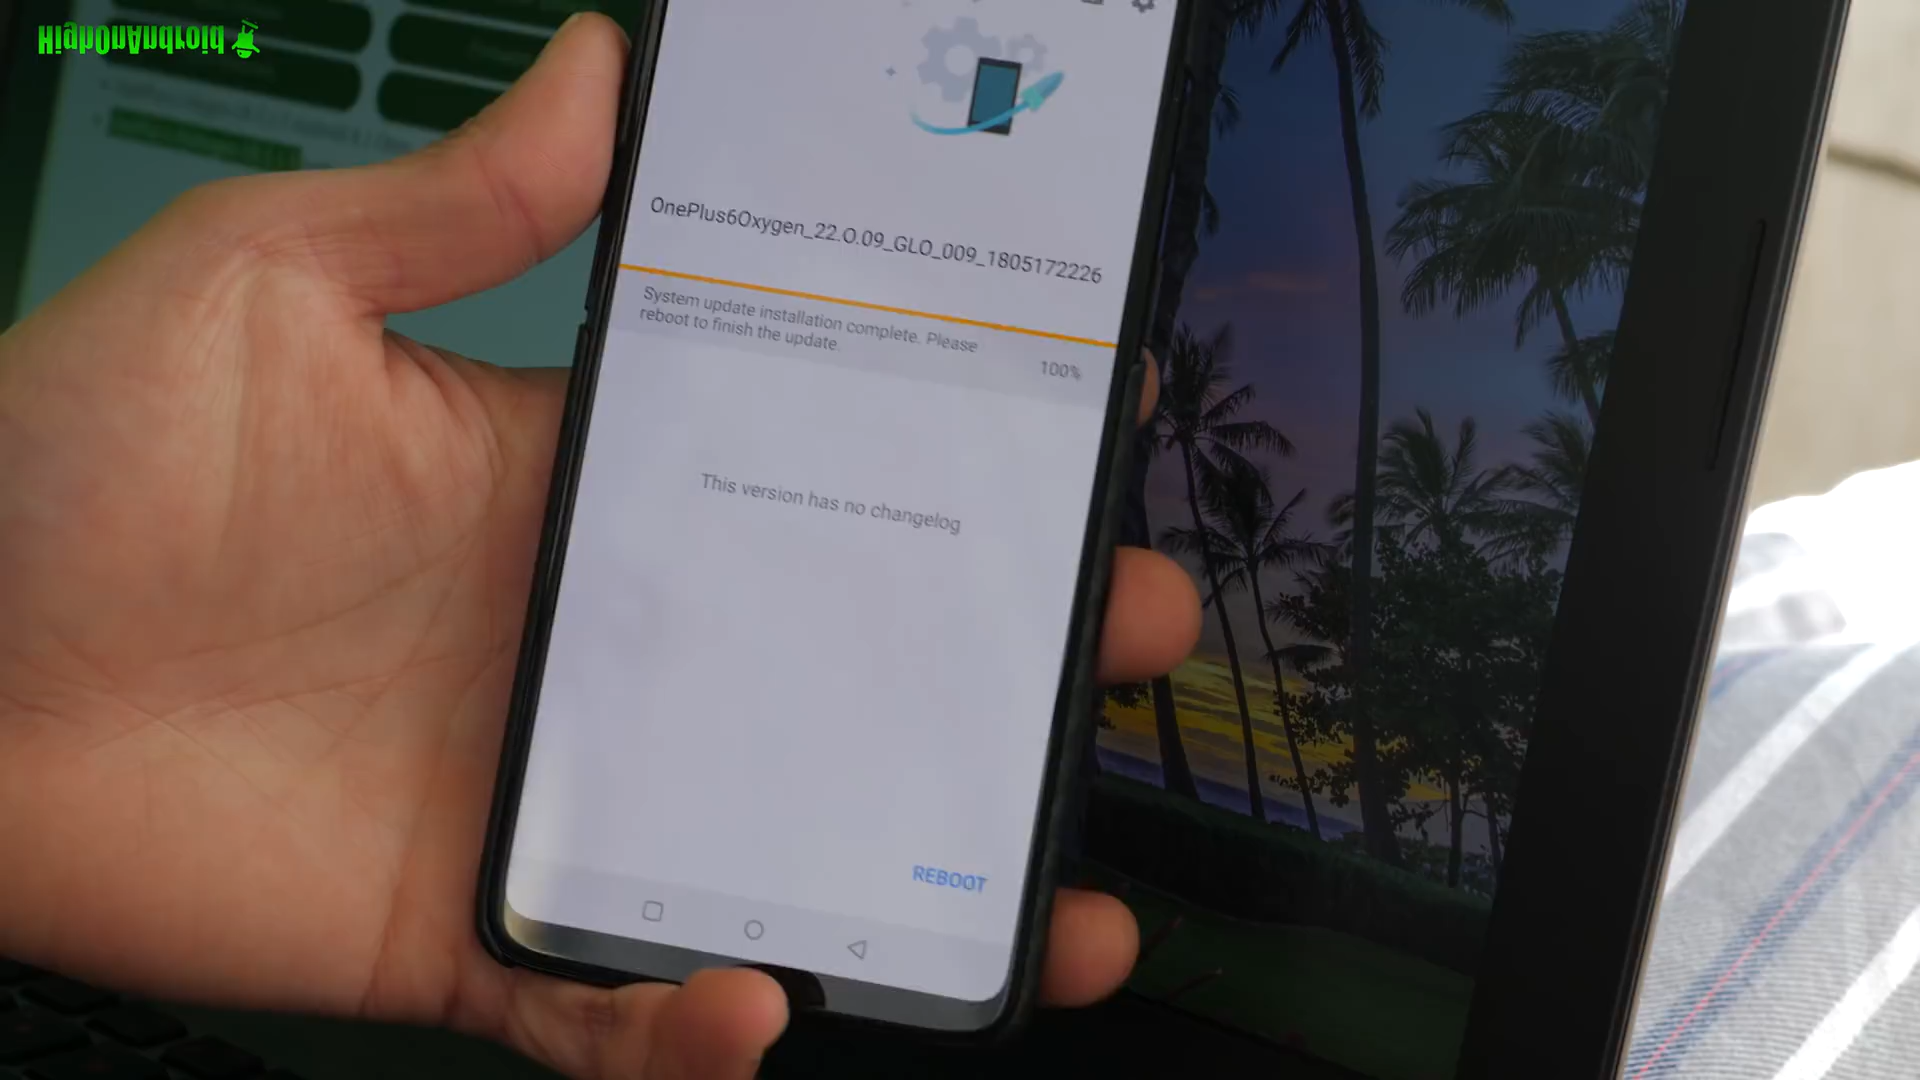 HighOnAndroid
OnePlus6Oxygen_22.O.09_GLO_009_1805172226
System update installation complete. Please
reboot to finish the update.
100%
This version has no changelog
REBOOT